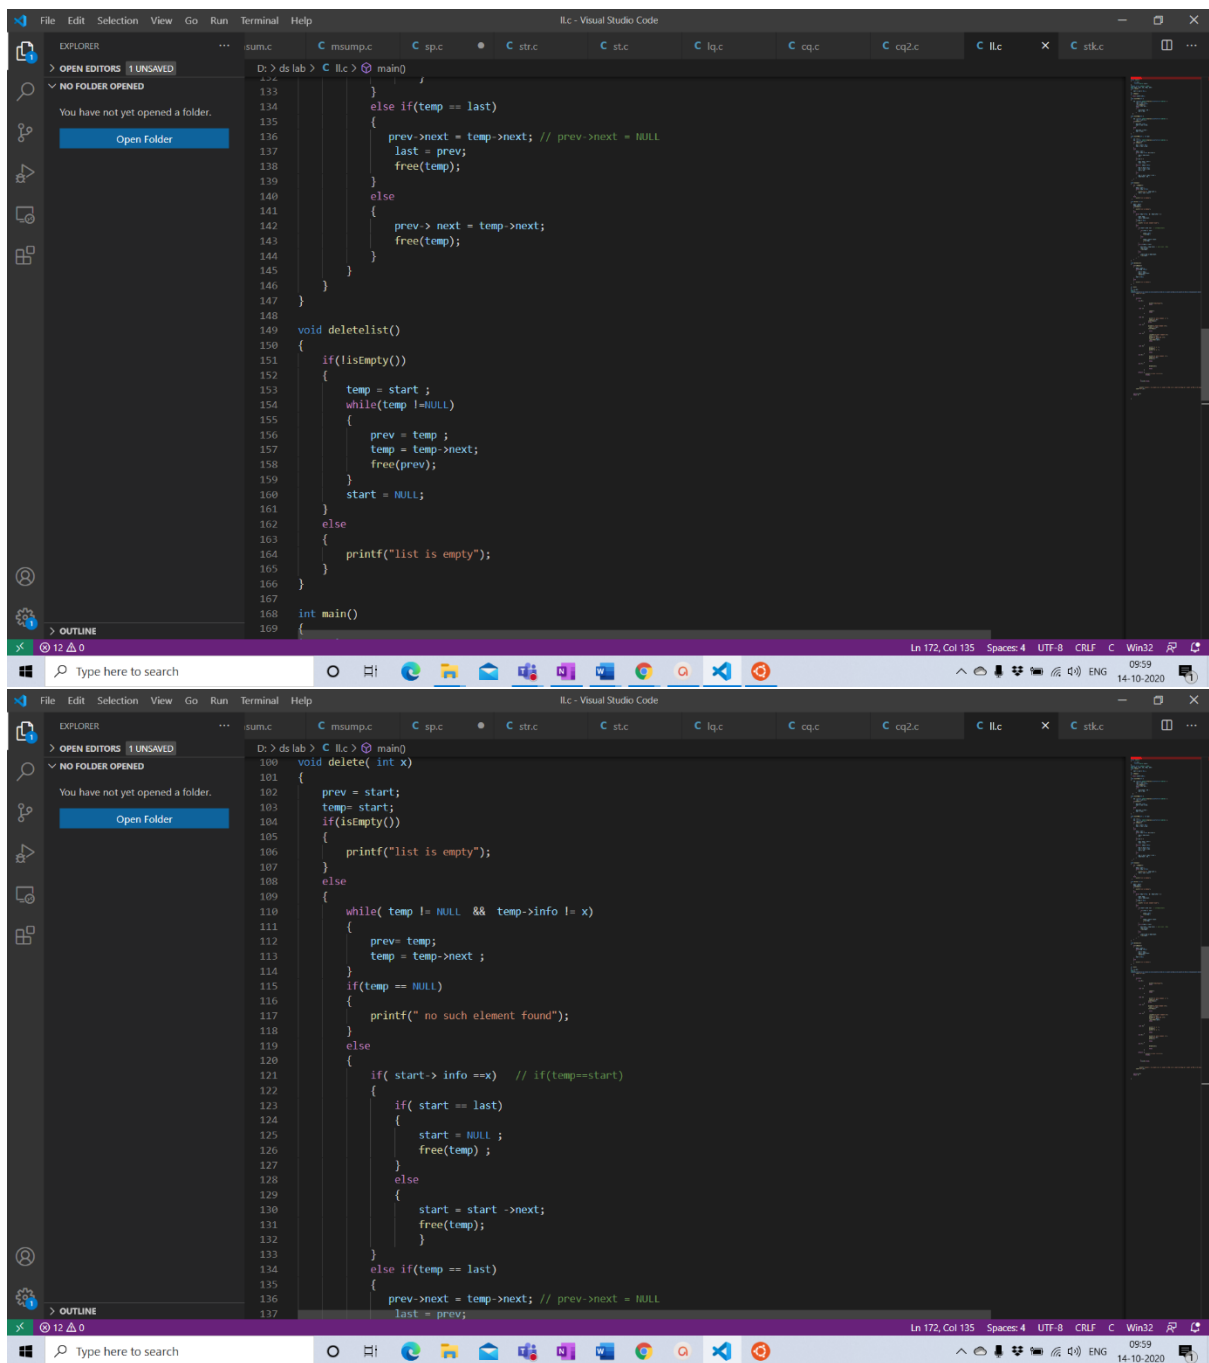 File Edit Selection View Go Run Terminal Help ll.c - Visual Studio Code
EXPLORER ··· sum.c C msump.c C sp.c ● C str.c C st.c C lq.c C cq.c C cq2.c C ll.c × C stk.c
> OPEN EDITORS 1 UNSAVED D: > ds lab > C ll.c > main()
NO FOLDER OPENED
You have not yet opened a folder.
Open Folder
132 }
133 }
134 else if(temp == last)
135 {
136 prev->next = temp->next; // prev->next = NULL
137 last = prev;
138 free(temp);
139 }
140 else
141 {
142 prev-> next = temp->next;
143 free(temp);
144 }
145 }
146 }
147 }
148
149 void deletelist()
150 {
151 if(!isEmpty())
152 {
153 temp = start ;
154 while(temp !=NULL)
155 {
156 prev = temp ;
157 temp = temp->next;
158 free(prev);
159 }
160 start = NULL;
161 }
162 else
163 {
164 printf("list is empty");
165 }
166 }
167
168 int main()
169 {
> OUTLINE
12 0 Ln 172, Col 135 Spaces: 4 UTF-8 CRLF C Win32
Type here to search ENG 09:59
14-10-2020
File Edit Selection View Go Run Terminal Help ll.c - Visual Studio Code
EXPLORER ··· sum.c C msump.c C sp.c ● C str.c C st.c C lq.c C cq.c C cq2.c C ll.c × C stk.c
> OPEN EDITORS 1 UNSAVED D: > ds lab > C ll.c > main()
NO FOLDER OPENED
You have not yet opened a folder.
Open Folder
100 void delete( int x)
101 {
102 prev = start;
103 temp= start;
104 if(isEmpty())
105 {
106 printf("list is empty");
107 }
108 else
109 {
110 while( temp != NULL && temp->info != x)
111 {
112 prev= temp;
113 temp = temp->next ;
114 }
115 if(temp == NULL)
116 {
117 printf(" no such element found");
118 }
119 else
120 {
121 if( start-> info ==x) // if(temp==start)
122 {
123 if( start == last)
124 {
125 start = NULL ;
126 free(temp) ;
127 }
128 else
129 {
130 start = start ->next;
131 free(temp);
132 }
133 }
134 else if(temp == last)
135 {
136 prev->next = temp->next; // prev->next = NULL
137 last = prev;
> OUTLINE
12 0 Ln 172, Col 135 Spaces: 4 UTF-8 CRLF C Win32
Type here to search ENG 09:59
14-10-2020